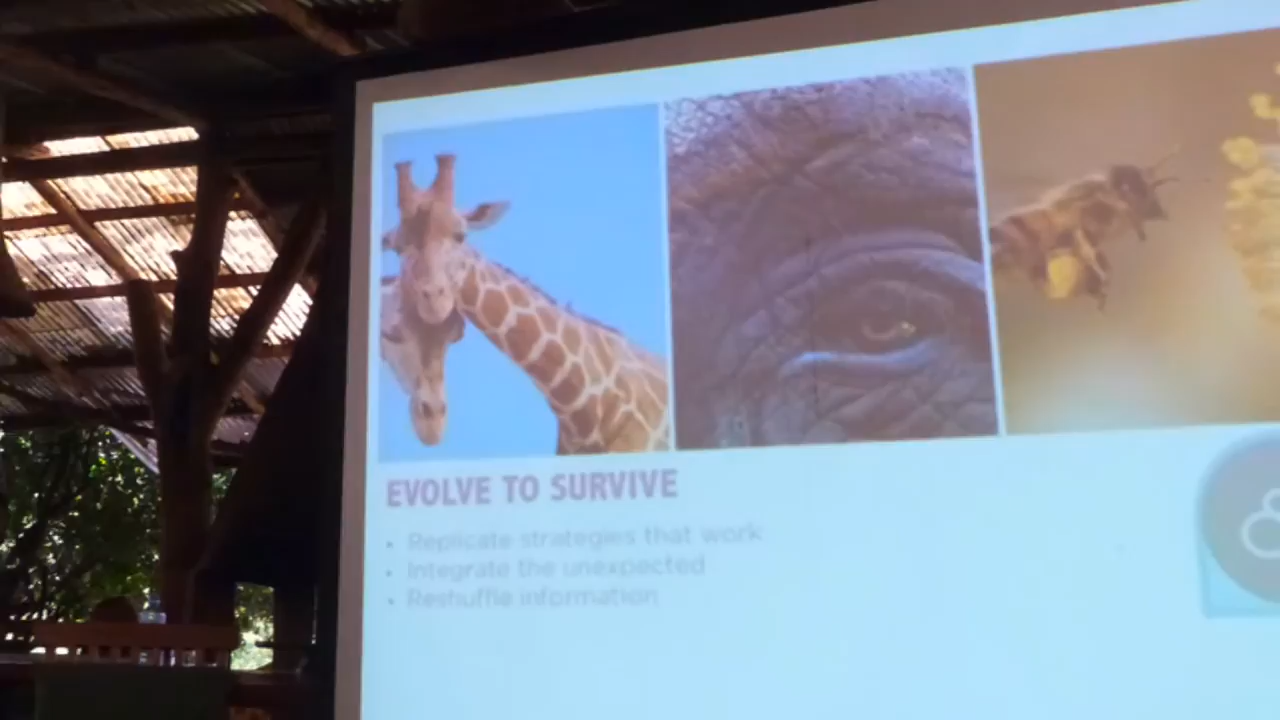 EVOLVE TO SURVIVE
• Replicate strategies that work
• Integrate the unexpected
• Reshuffle information